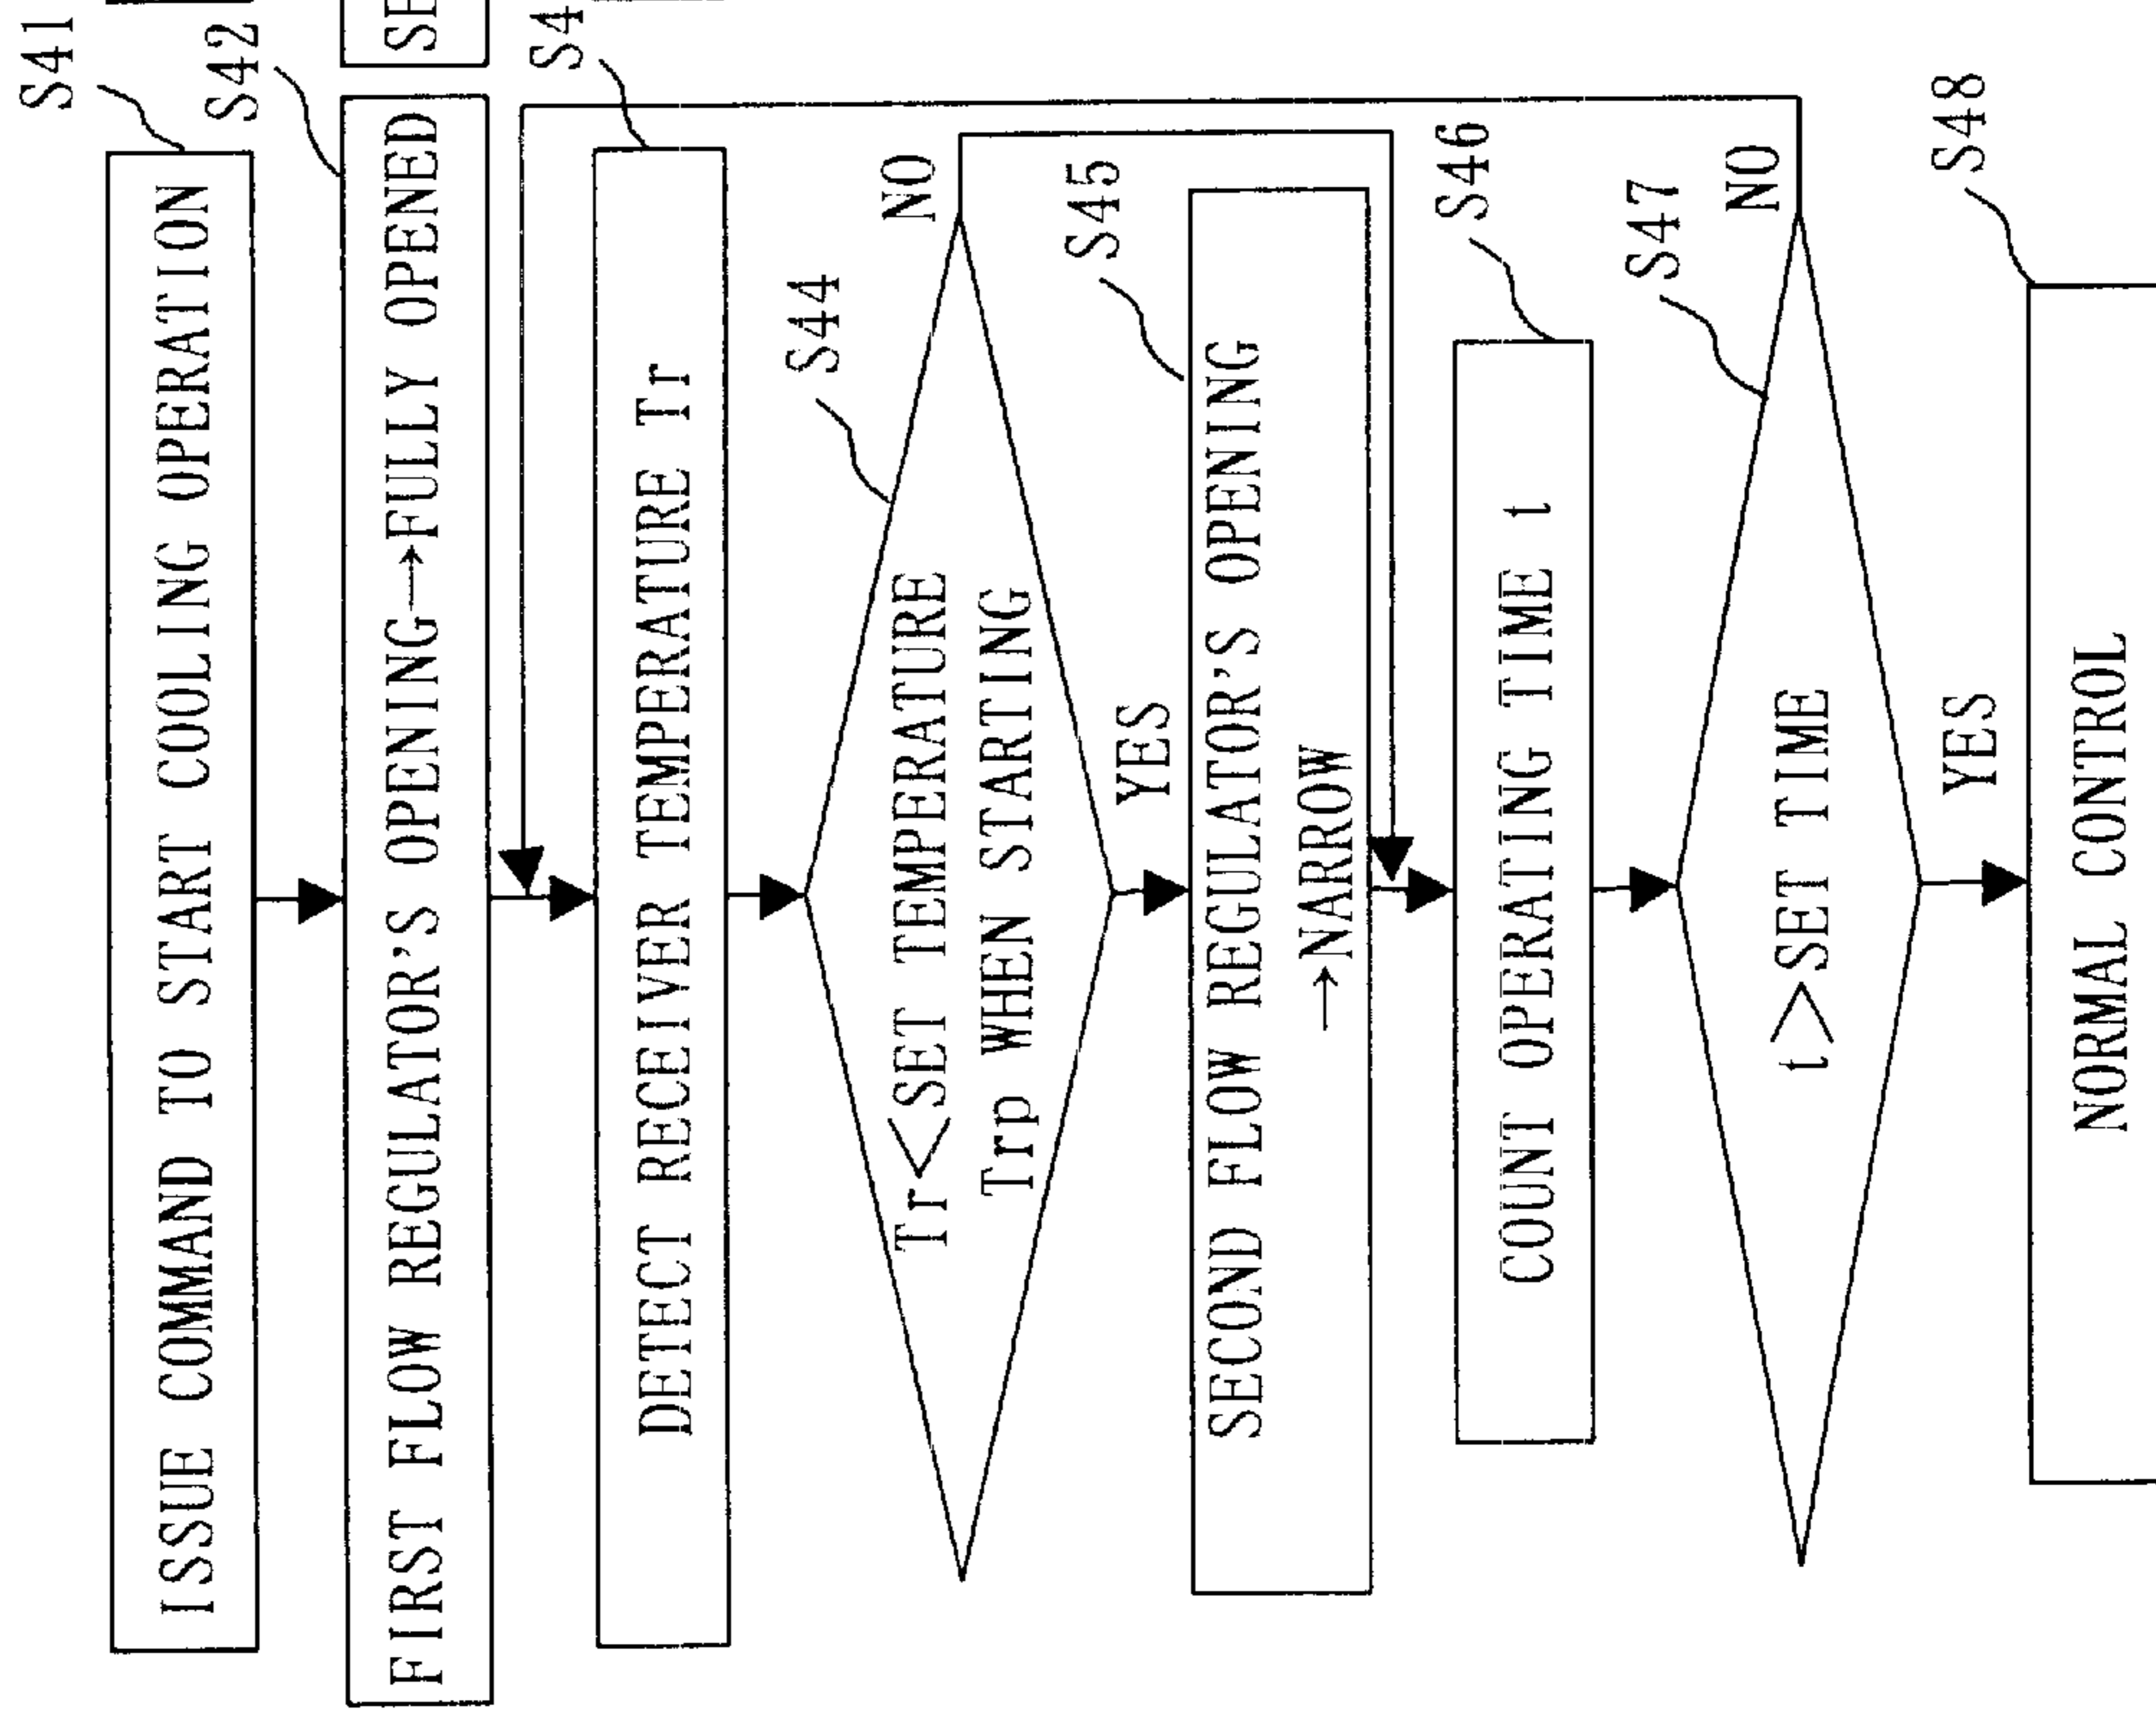 S41
ISSUE COMMAND TO START COOLING OPERATION
S42
FIRST FLOW REGULATOR'S OPENING→FULLY OPENED
DETECT RECEIVER TEMPERATURE Tr
S44
Tr<SET TEMPERATURE
Trp WHEN STARTING
NO
YES
S45
SECOND FLOW REGULATOR'S OPENING
→NARROW
S46
COUNT OPERATING TIME t
S47
t>SET TIME
NO
YES
S48
NORMAL CONTROL